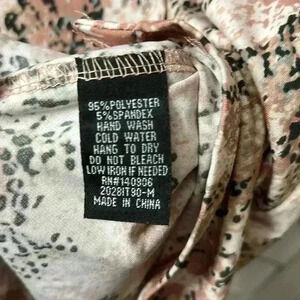 95%POLYESTER
5%SPANDEX
HAND WASH
COLD WATER
HANG TO DRY
DO NOT BLEACH
LOW IRON IF NEEDED
RN#140906
2028IT90-M
MADE IN CHINA